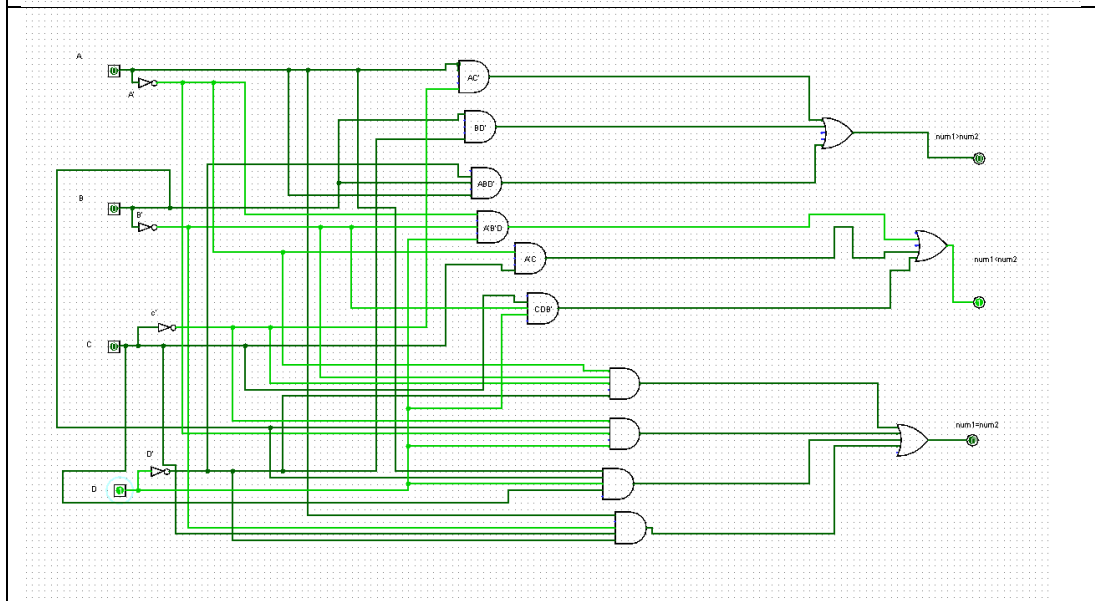 A
A'
AC'
BD'
num1>num2
ABD'
B
B'
A'B'D
A'C
num1<num2
CDB'
c'
C
num1=num2
D'
D